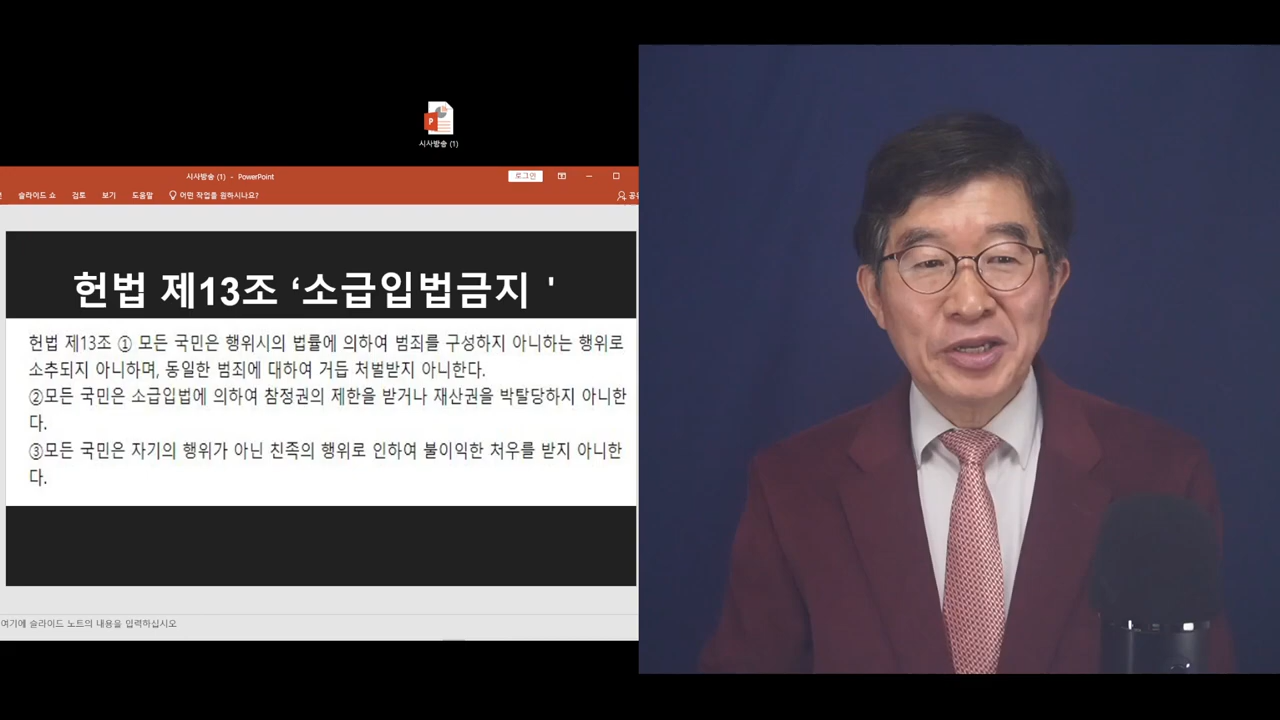 시사방송 (1)
시사방송 (1) - PowerPoint
로그인
슬라이드 쇼 검토 보기 도움말 어떤 작업을 원하시나요?
헌법 제13조 ‘소급입법금지 '
헌법 제13조 ① 모든 국민은 행위시의 법률에 의하여 범죄를 구성하지 아니하는 행위로
소추되지 아니하며, 동일한 범죄에 대하여 거듭 처벌받지 아니한다.
②모든 국민은 소급입법에 의하여 참정권의 제한을 받거나 재산권을 박탈당하지 아니한
다.
③모든 국민은 자기의 행위가 아닌 친족의 행위로 인하여 불이익한 처우를 받지 아니한
다.
여기에 슬라이드 노트의 내용을 입력하십시오